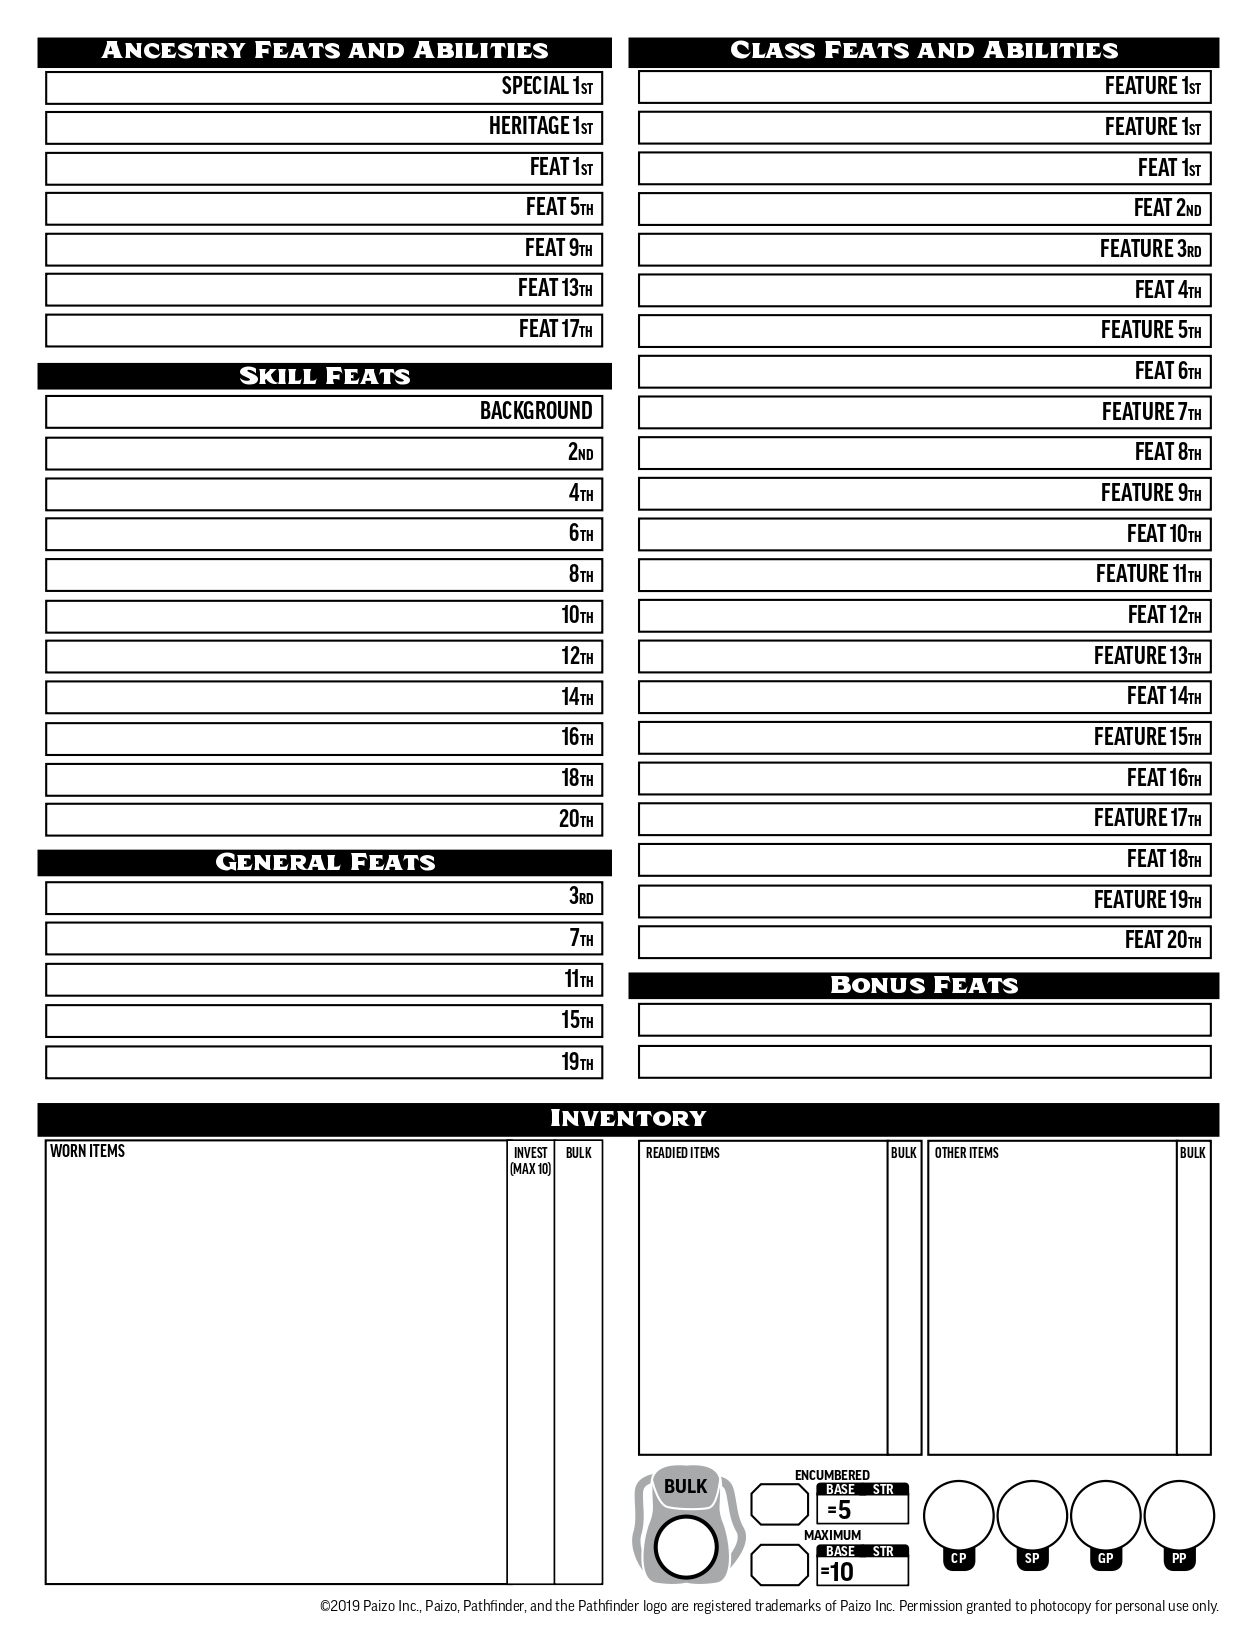 ANCESTRY FEATS AND ABILITIES
SPECIAL 1ST
HERITAGE 1ST
FEAT 1ST
FEAT 5TH
FEAT 9TH
FEAT 13TH
FEAT 17TH
SKILL FEATS
BACKGROUND
2ND
4TH
6TH
8TH
10TH
12TH
14TH
16TH
18TH
20TH
GENERAL FEATS
3RD
7TH
11TH
15TH
19TH
CLASS FEATS AND ABILITIES
FEATURE 1ST
FEATURE 1ST
FEAT 1ST
FEAT 2ND
FEATURE 3RD
FEAT 4TH
FEATURE 5TH
FEAT 6TH
FEATURE 7TH
FEAT 8TH
FEATURE 9TH
FEAT 10TH
FEATURE 11TH
FEAT 12TH
FEATURE 13TH
FEAT 14TH
FEATURE 15TH
FEAT 16TH
FEATURE 17TH
FEAT 18TH
FEATURE 19TH
FEAT 20TH
BONUS FEATS
INVENTORY
WORN ITEMS
INVEST
(MAX 10)
BULK
READIED ITEMS
BULK
OTHER ITEMS
BULK
BULK
ENCUMBERED
BASE STR
=5
MAXIMUM
BASE STR
=10
CP
SP
GP
PP
©2019 Paizo Inc., Paizo, Pathfinder, and the Pathfinder logo are registered trademarks of Paizo Inc. Permission granted to photocopy for personal use only.